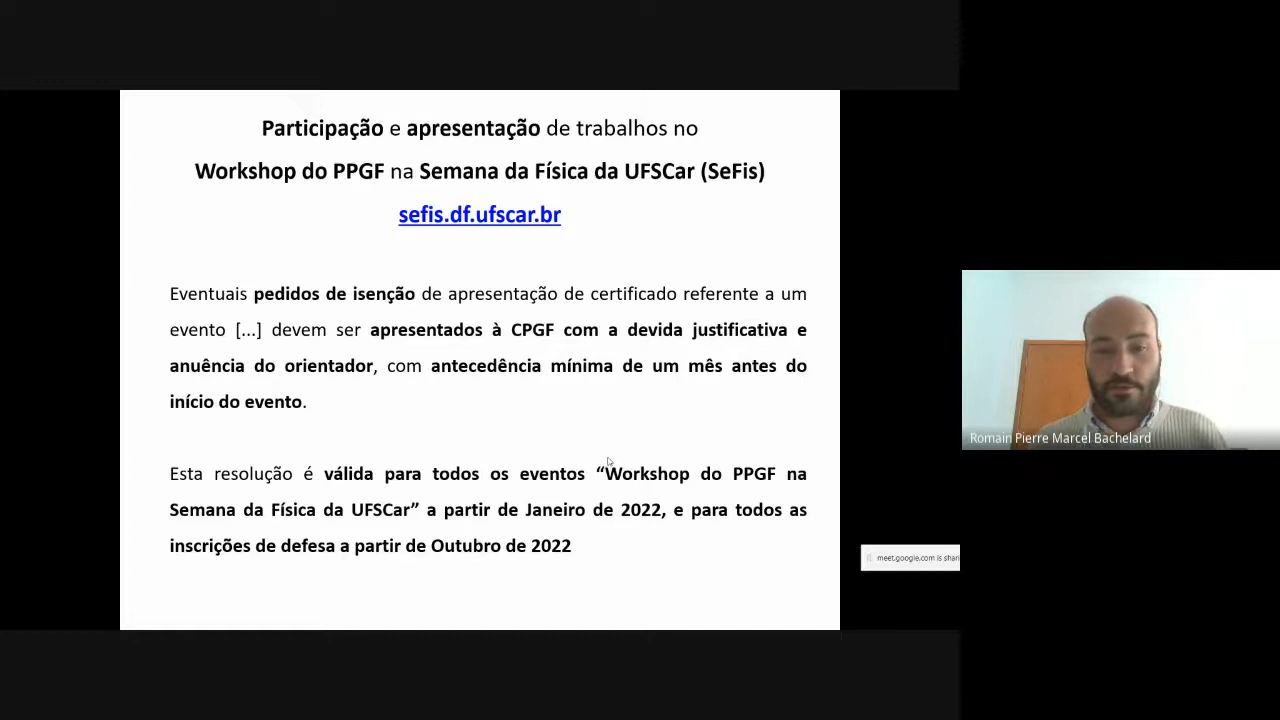 Participação e apresentação de trabalhos no
Workshop do PPGF na Semana da Física da UFSCar (SeFis)
sefis.df.ufscar.br
Eventuais pedidos de isenção de apresentação de certificado referente a um
evento [...] devem ser apresentados à CPGF com a devida justificativa e
anuência do orientador, com antecedência mínima de um mês antes do
início do evento.
Esta resolução é válida para todos os eventos “Workshop do PPGF na
Semana da Física da UFSCar” a partir de Janeiro de 2022, e para todos as
inscrições de defesa a partir de Outubro de 2022
Romain Pierre Marcel Bachelard
meet.google.com is shari